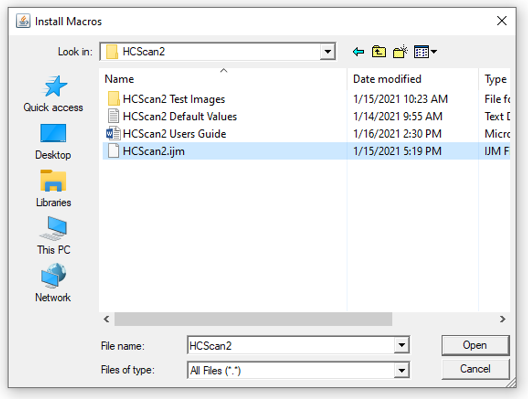 Install Macros
Look in: HCScan2
Name Date modified Type
HCScan2 Test Images 1/15/2021 10:23 AM File fo
HCScan2 Default Values 1/14/2021 9:55 AM Text D
HCScan2 Users Guide 1/16/2021 2:30 PM Micro
HCScan2.ijm 1/15/2021 5:19 PM IJM F
Quick access
Desktop
Libraries
This PC
Network
File name: HCScan2 Open
Files of type: All Files (*.*) Cancel